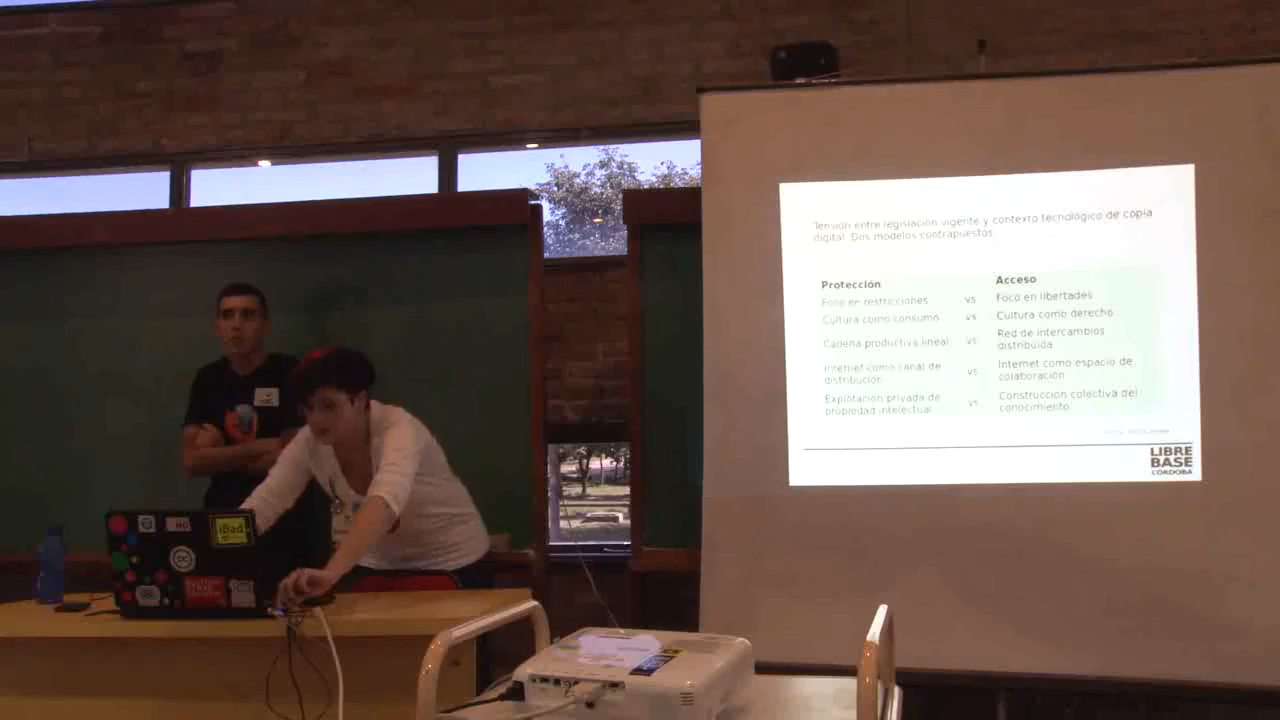 Tensión entre legislación vigente y contexto tecnológico de copia
digital. Dos modelos contrapuestos
Protección
Acceso
Foco en restricciones vs Foco en libertades
Cultura como consumo vs Cultura como derecho
Cadena productiva lineal vs Red de intercambios
distribuida
Internet como canal de
distribución vs Internet como espacio de
colaboración
Explotación privada de
propiedad intelectual vs Construcción colectiva del
conocimiento
LIBRE
BASE
CÓRDOBA
iBad
cc